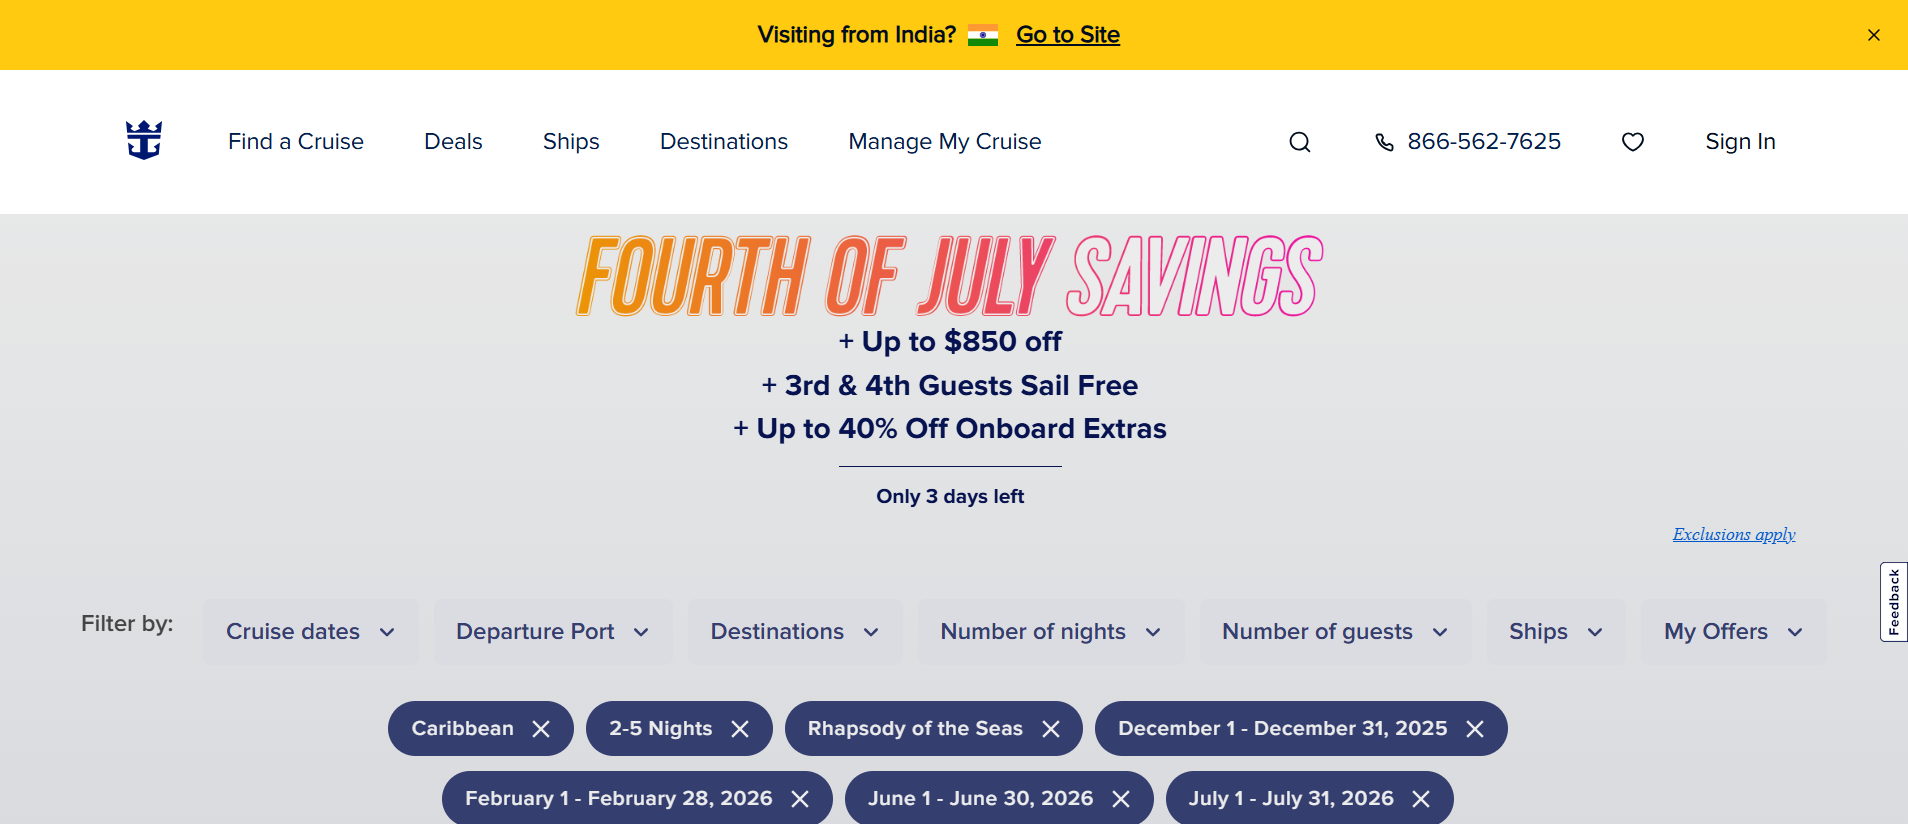 Visiting from India? Go to Site
Find a Cruise Deals Ships Destinations Manage My Cruise 866-562-7625 Sign In
FOURTH OF JULY SAVINGS
+ Up to $850 off
+ 3rd & 4th Guests Sail Free
+ Up to 40% Off Onboard Extras
Only 3 days left
Exclusions apply
Feedback
Filter by: Cruise dates Departure Port Destinations Number of nights Number of guests Ships My Offers
Caribbean 2-5 Nights Rhapsody of the Seas December 1 - December 31, 2025
February 1 - February 28, 2026 June 1 - June 30, 2026 July 1 - July 31, 2026